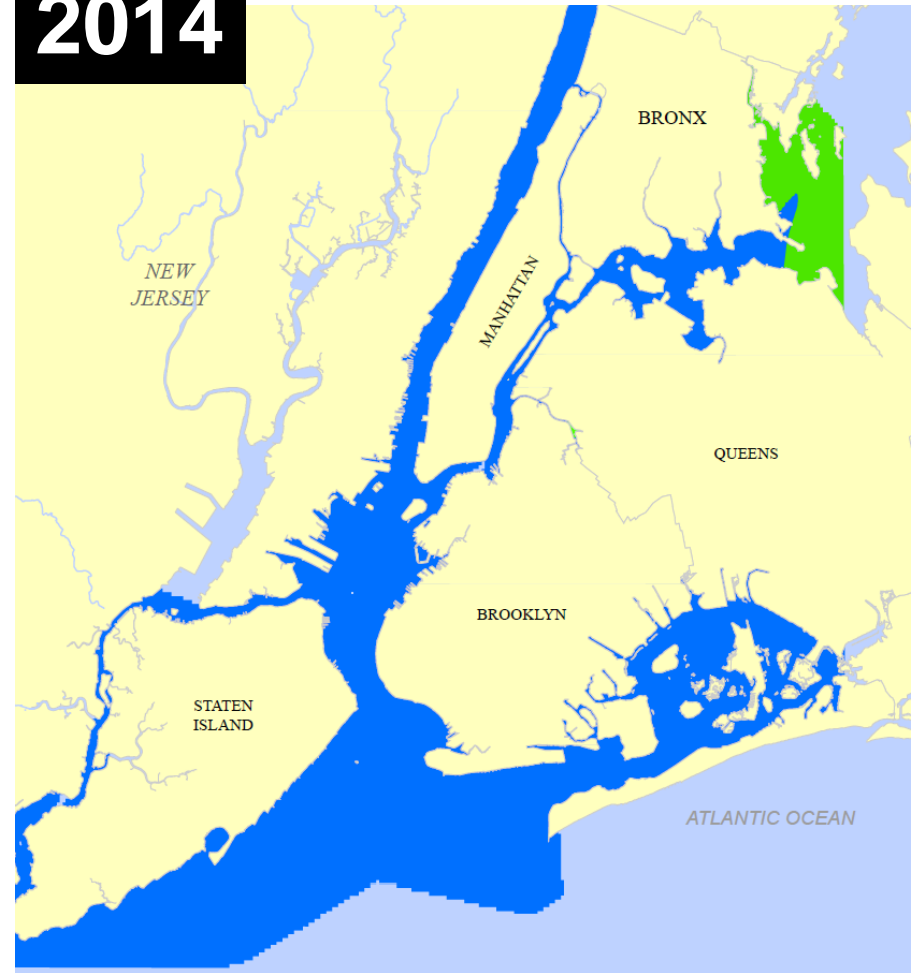 2014
BRONX
NEW
JERSEY
MANHATTAN
QUEENS
BROOKLYN
STATEN
ISLAND
ATLANTIC OCEAN